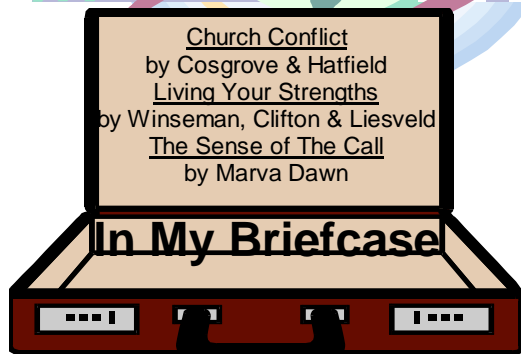 Church Conflict
by Cosgrove & Hatfield
Living Your Strengths
by Winseman, Clifton & Liesveld
The Sense of The Call
by Marva Dawn
In My Briefcase